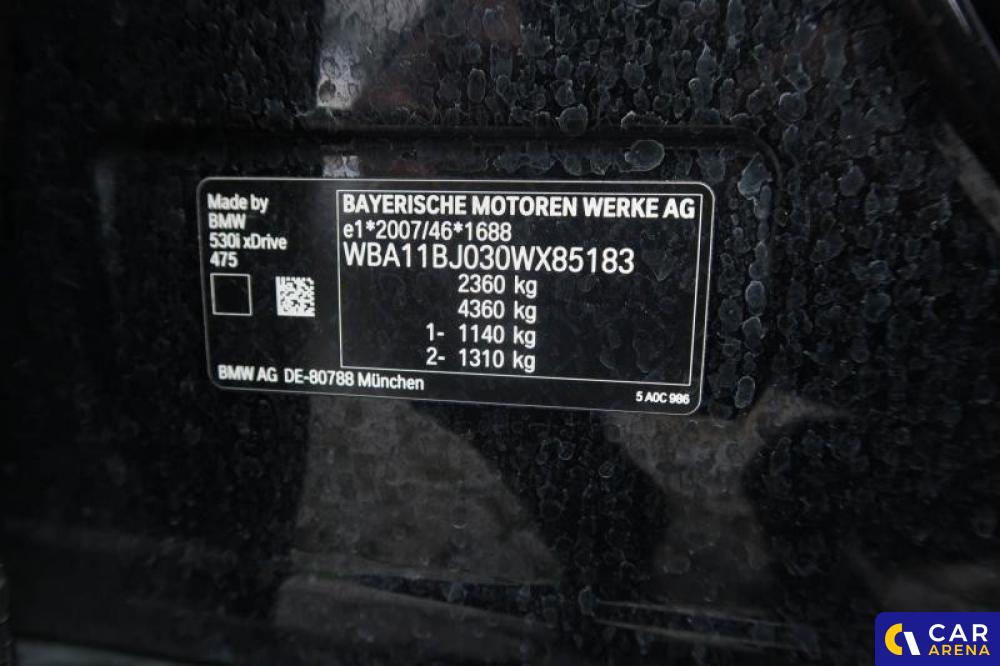 Made by
BMW
530i xDrive
475
BAYERISCHE MOTOREN WERKE AG
e1*2007/46*1688
WBA11BJ030WX85183
2360 kg
4360 kg
1- 1140 kg
2- 1310 kg
BMW AG DE-80788 München
5 A0C 986
CAR
ARENA